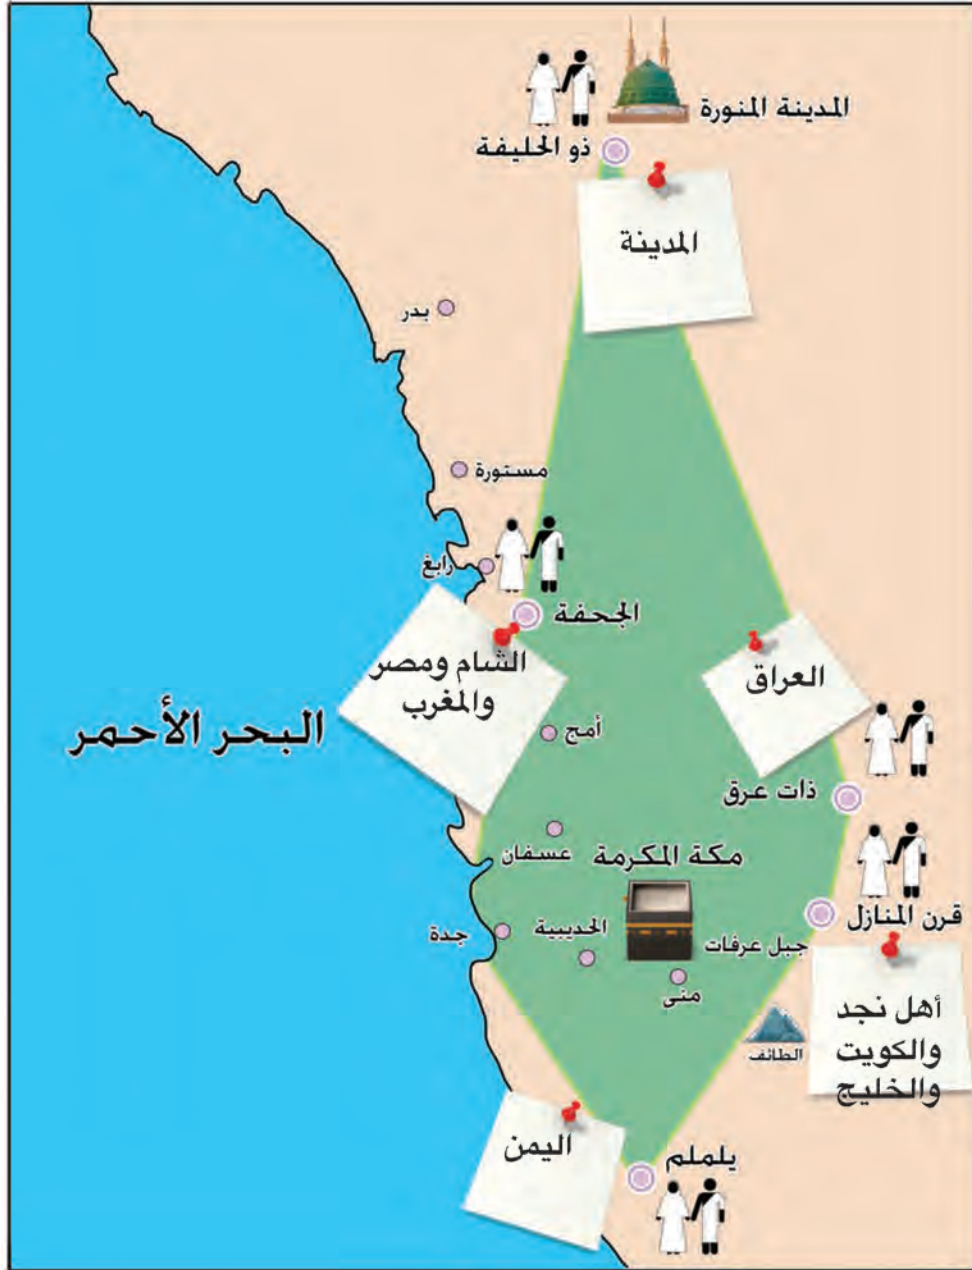 المدينة المنورة
ذو الحليفة
المدينة
بدر
مستورة
رابغ
الجحفة
الشام ومصر
والمغرب
العراق
البحر الأحمر
أمج
ذات عرق
عسفان
مكة المكرمة
قرن المنازل
جدة
الحديبية
جبل عرفات
منى
أهل نجد
والكويت
والخليج
الطائف
اليمن
يلملم